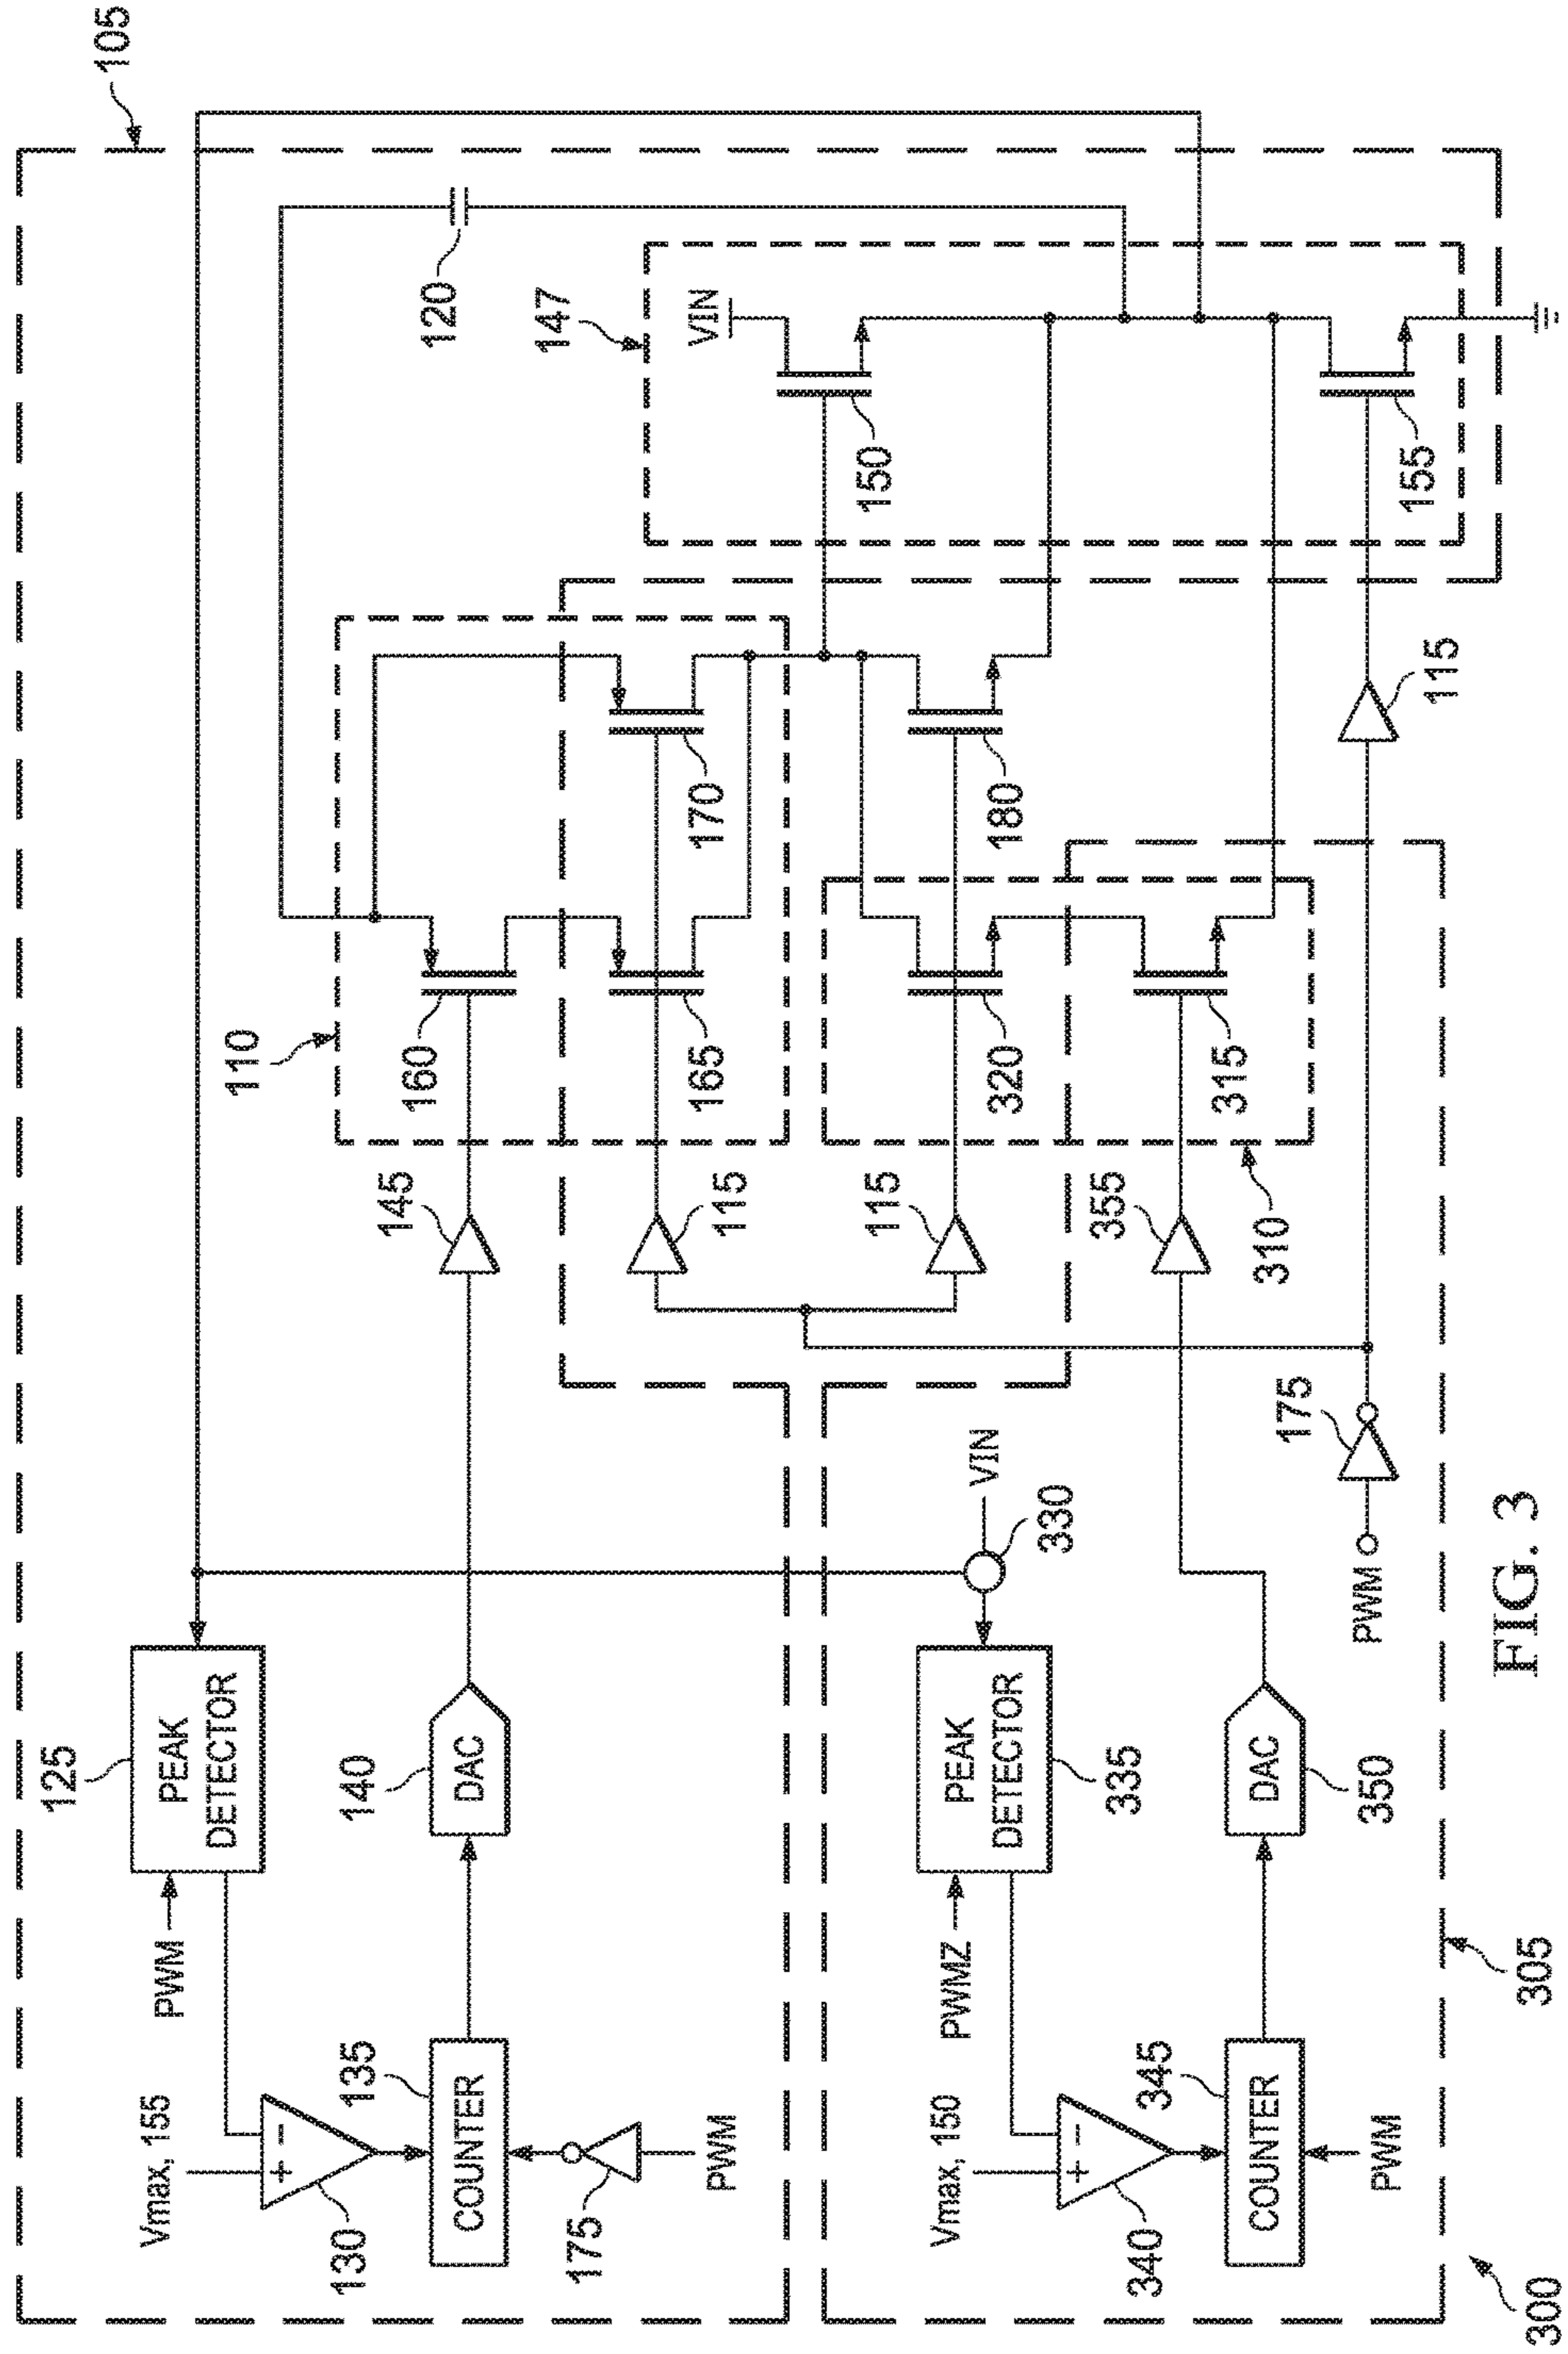 105
125
PEAK
DETECTOR
PWM
Vmax, 155
+ -
130
135
COUNTER
175
PWM
140
DAC
145
110
160
165
170
115
120
147
VIN
150
155
115
180
320
315
310
115
355
VIN
330
PEAK
DETECTOR
335
PWMZ
Vmax, 150
+ -
340
345
COUNTER
PWM
DAC
350
175
PWM
305
300
FIG. 3